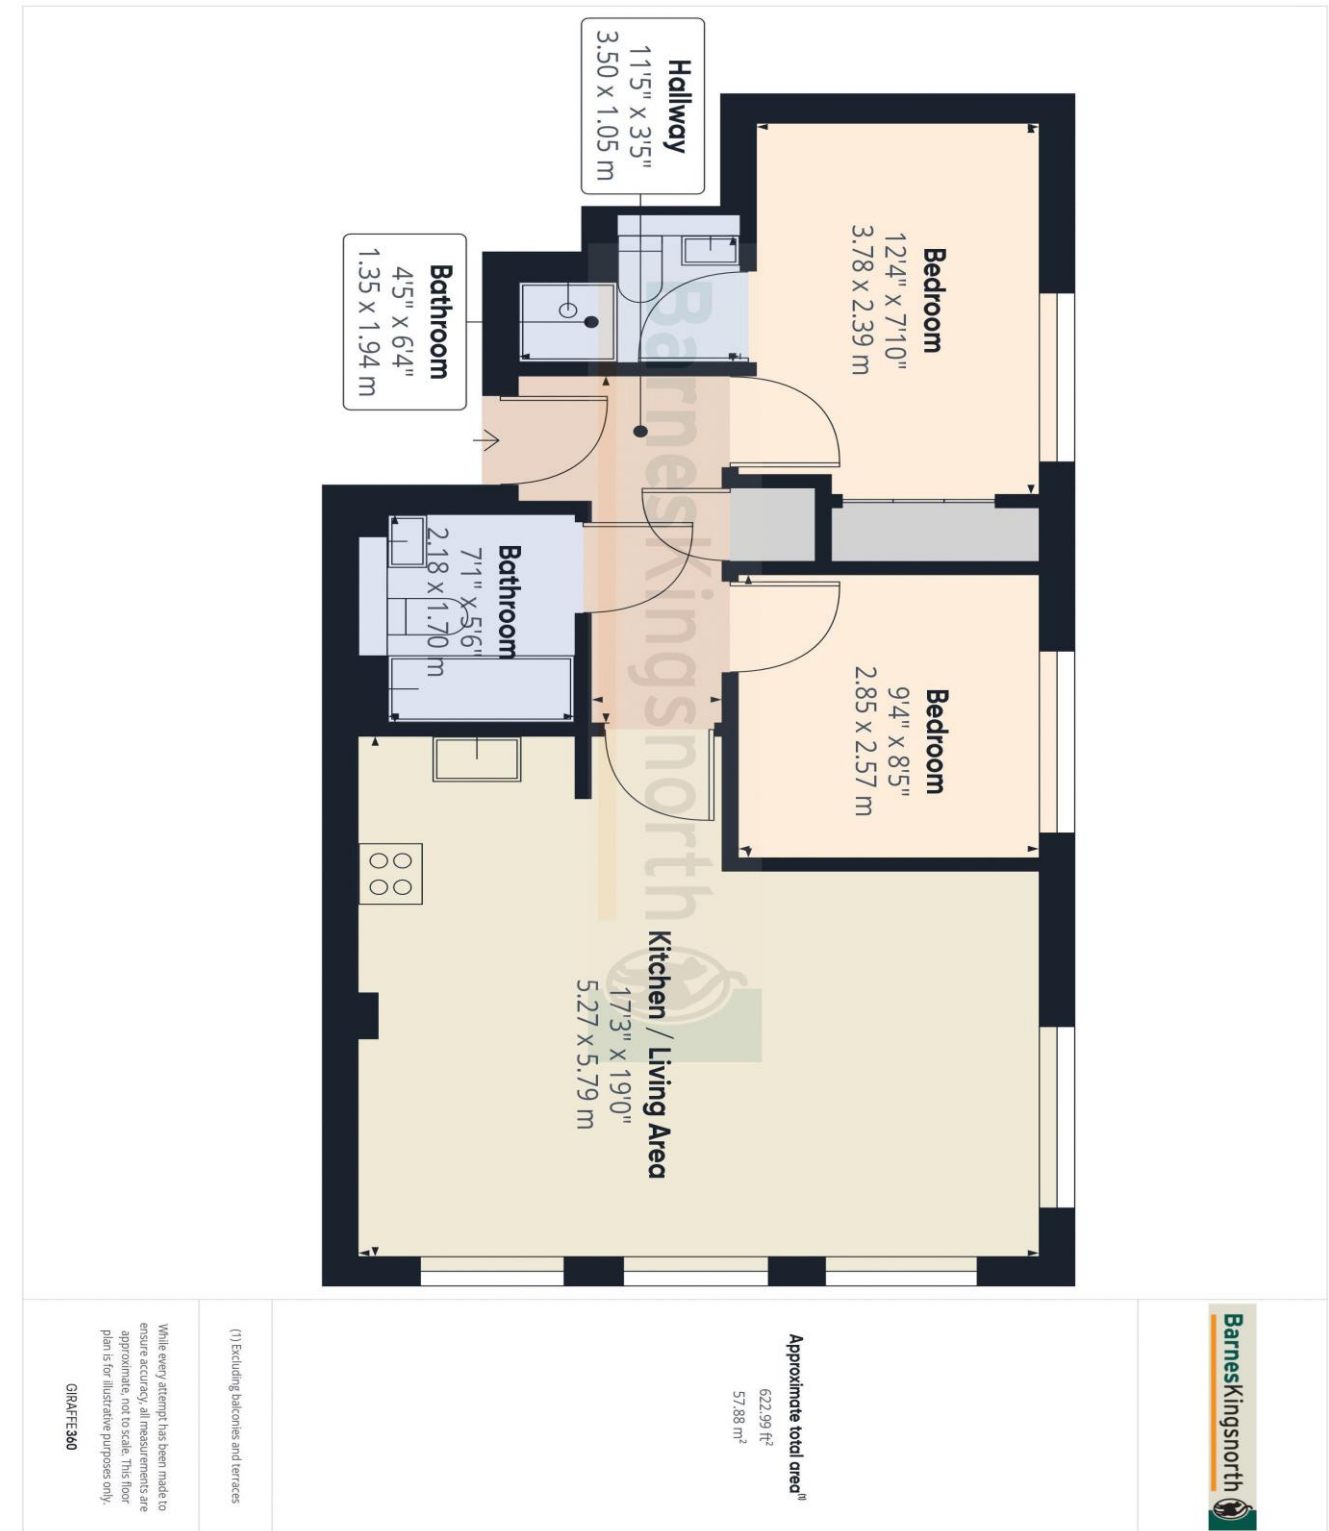 Hallway
11'5" x 3'5"
3.50 x 1.05 m
Bedroom
12'4" x 7'10"
3.78 x 2.39 m
Bathroom
4'5" x 6'4"
1.35 x 1.94 m
Bathroom
7'1" x 5'6"
2.18 x 1.70 m
Bedroom
9'4" x 8'5"
2.85 x 2.57 m
Kitchen / Living Area
17'3" x 19'0"
5.27 x 5.79 m
BarnesKingsnorth
BarnesKingsnorth
Approximate total area(1)
622.99 ft²
57.88 m²
(1) Excluding balconies and terraces
While every attempt has been made to
ensure accuracy, all measurements are
approximate, not to scale. This floor
plan is for illustrative purposes only.
GIRAFFE360